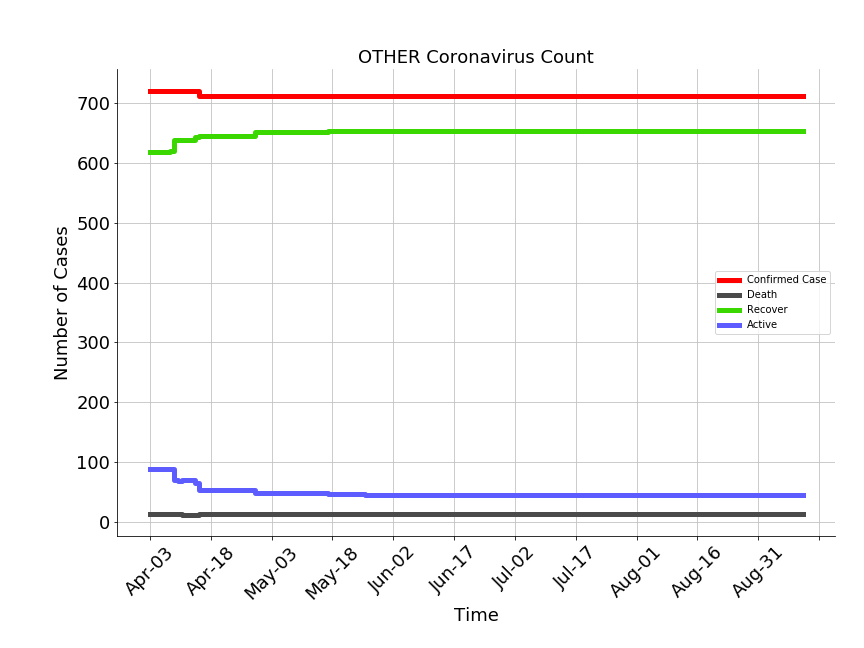 OTHER Coronavirus Count
Number of Cases
700
600
500
400
300
200
100
0
Confirmed Case
Death
Recover
Active
Apr-03
Apr-18
May-03
May-18
Jun-02
Jun-17
Jul-02
Jul-17
Aug-01
Aug-16
Aug-31
Time